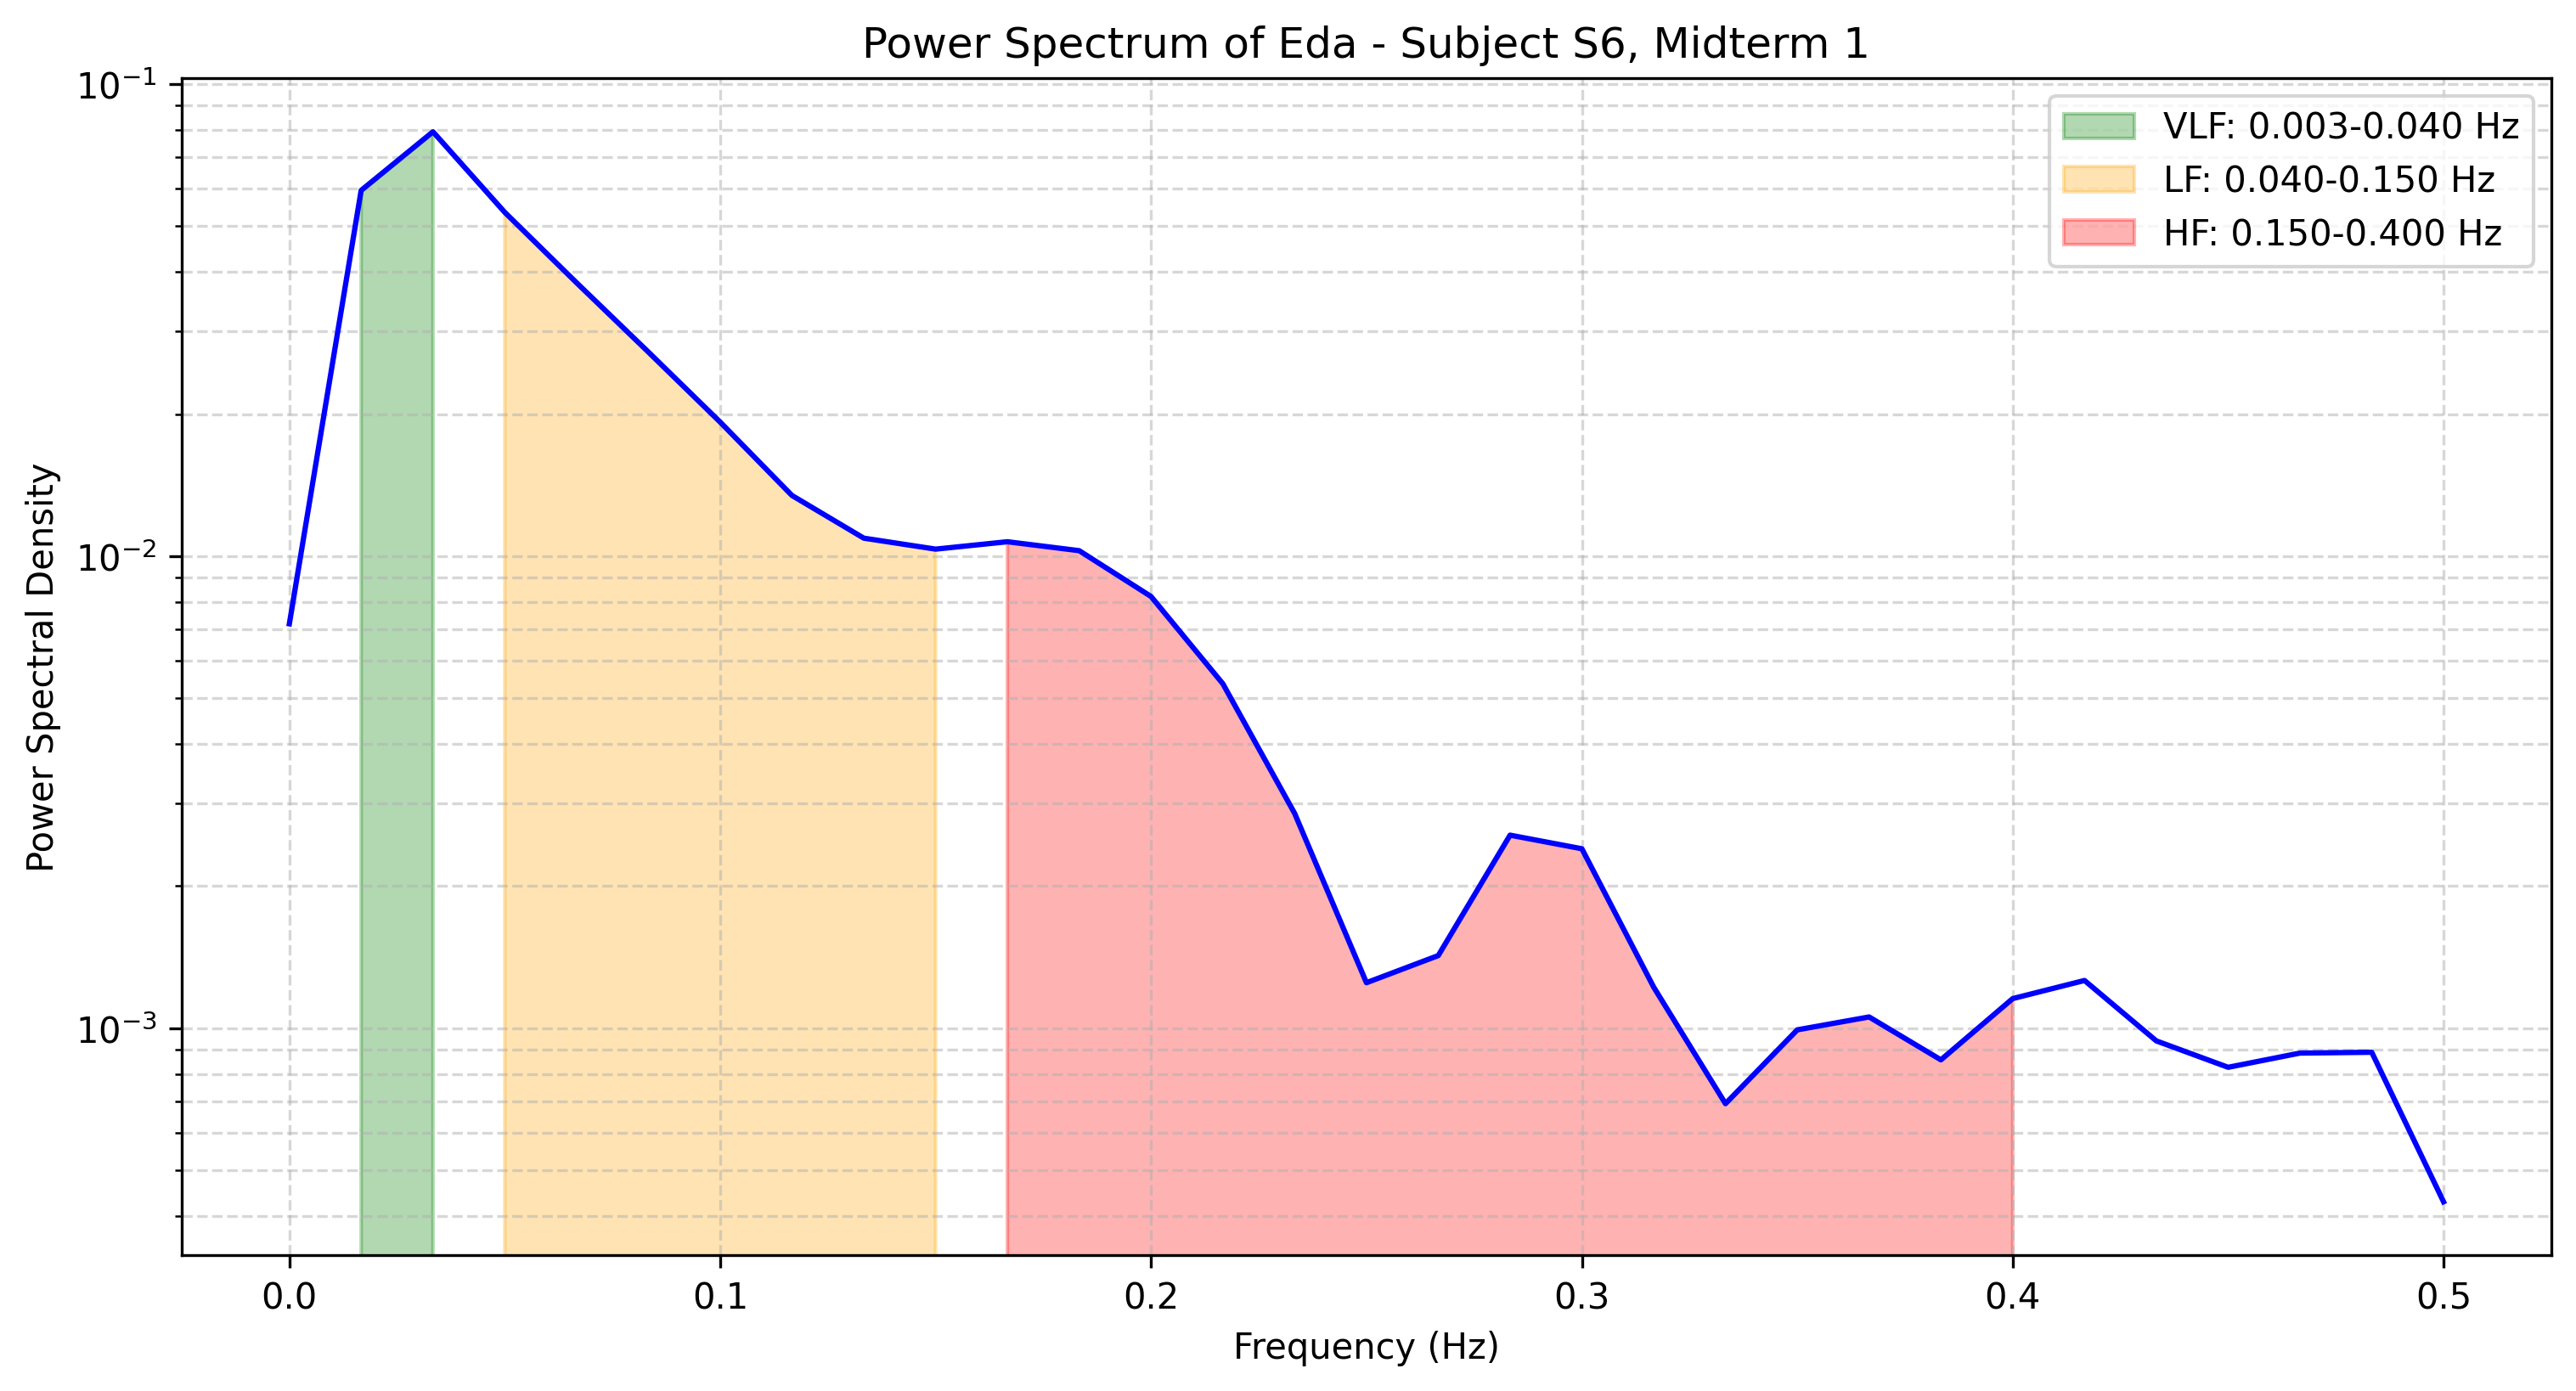 Power Spectrum of Eda - Subject S6, Midterm 1
Power Spectral Density
10⁻¹
10⁻²
10⁻³
VLF: 0.003-0.040 Hz
LF: 0.040-0.150 Hz
HF: 0.150-0.400 Hz
0.0 0.1 0.2 0.3 0.4 0.5
Frequency (Hz)